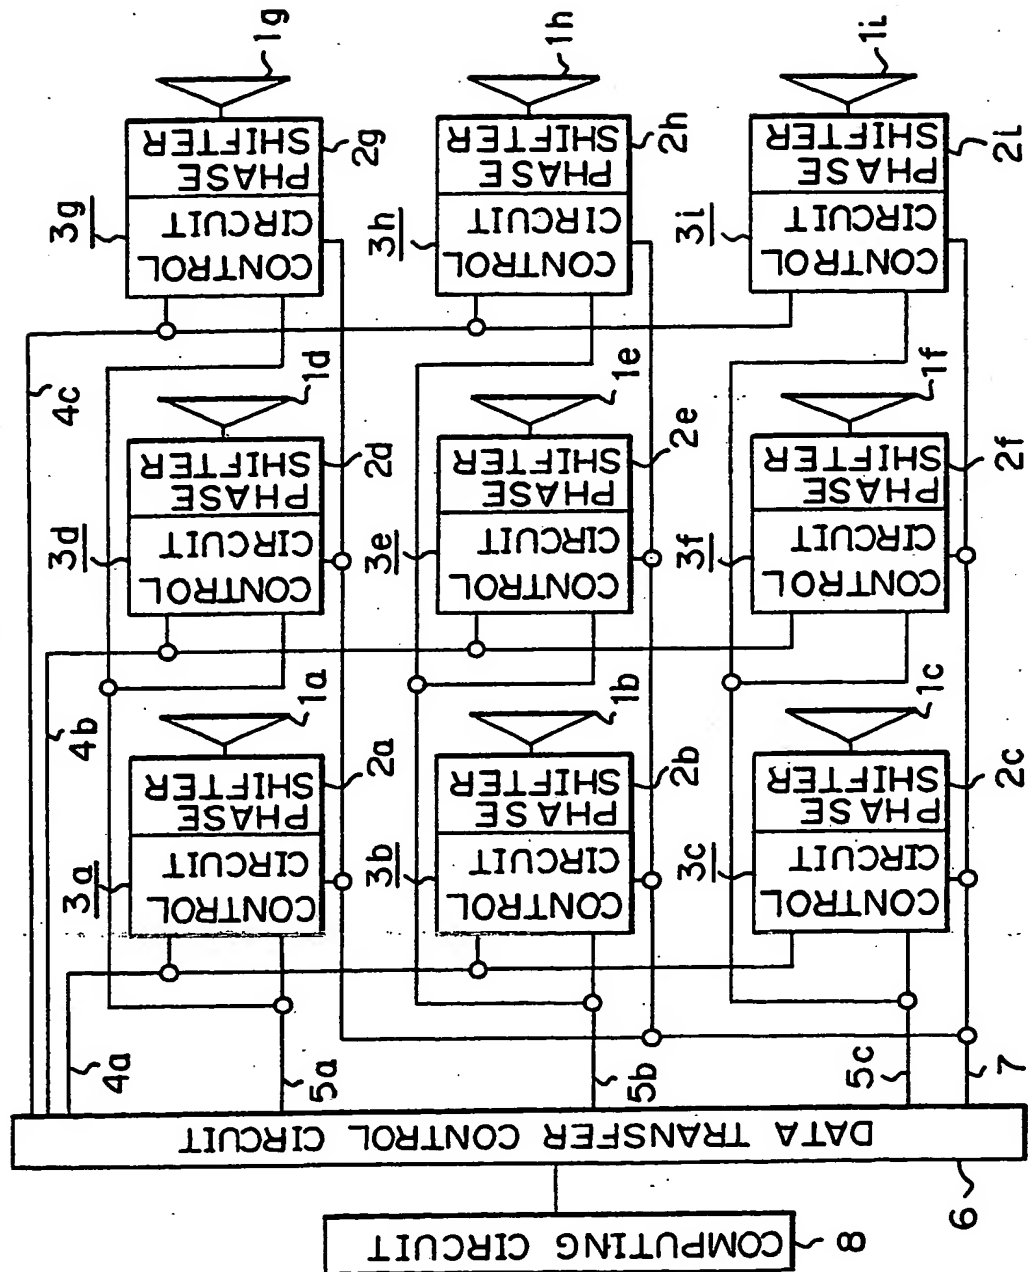 1g
1h
1i
PHASE
SHIFTER
2g
PHASE
SHIFTER
2h
PHASE
SHIFTER
2i
3g
CONTROL
CIRCUIT
3h
CONTROL
CIRCUIT
3i
CONTROL
CIRCUIT
4c
1d
1e
1f
PHASE
SHIFTER
2d
PHASE
SHIFTER
2e
PHASE
SHIFTER
2f
3d
CONTROL
CIRCUIT
3e
CONTROL
CIRCUIT
3f
CONTROL
CIRCUIT
4b
1a
1b
1c
PHASE
SHIFTER
2a
PHASE
SHIFTER
2b
PHASE
SHIFTER
2c
3a
CONTROL
CIRCUIT
3b
CONTROL
CIRCUIT
3c
CONTROL
CIRCUIT
4a
5a
5b
5c
7
DATA TRANSFER CONTROL CIRCUIT
6
COMPUTING CIRCUIT
8